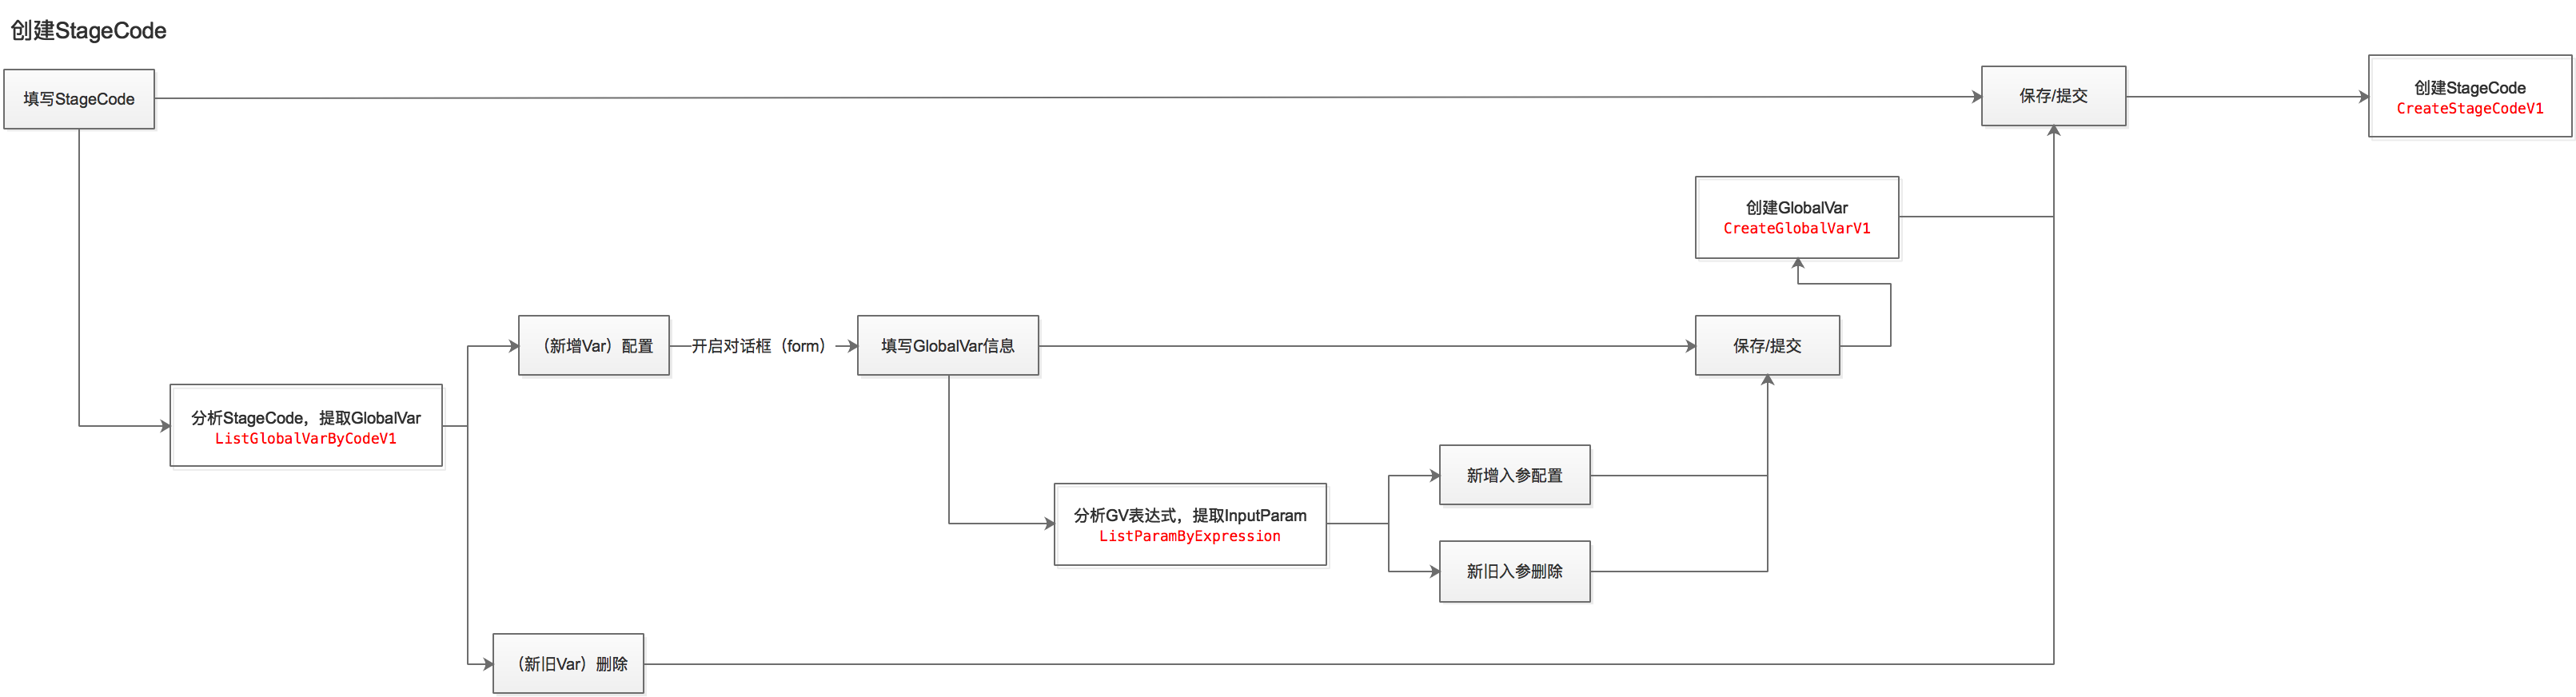 创建StageCode
填写StageCode
保存/提交
创建StageCode
CreateStageCodeV1
创建GlobalVar
CreateGlobalVarV1
（新增Var）配置
开启对话框（form）
填写GlobalVar信息
保存/提交
分析StageCode，提取GlobalVar
ListGlobalVarByCodeV1
新增入参配置
分析GV表达式，提取InputParam
ListParamByExpression
新旧入参删除
（新旧Var）删除